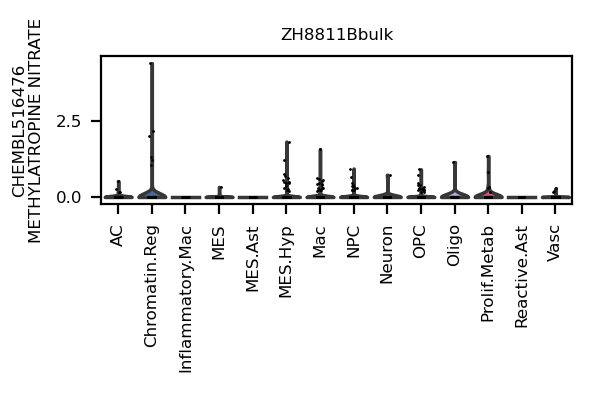 ZH8811Bbulk
CHEMBL516476
METHYLATROPINE NITRATE
2.5
0.0
AC
Chromatin.Reg
Inflammatory.Mac
MES
MES.Ast
MES.Hyp
Mac
NPC
Neuron
OPC
Oligo
Prolif.Metab
Reactive.Ast
Vasc